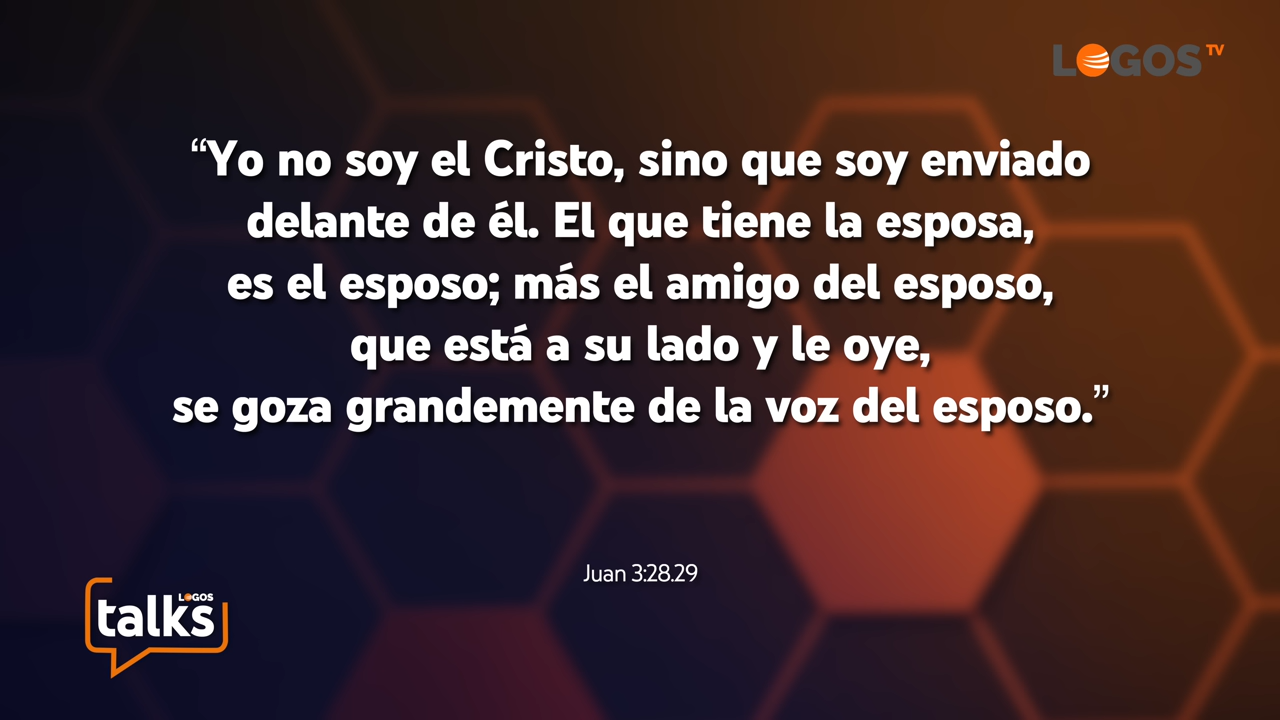 LOGOS TV
“Yo no soy el Cristo, sino que soy enviado
delante de él. El que tiene la esposa,
es el esposo; más el amigo del esposo,
que está a su lado y le oye,
se goza grandemente de la voz del esposo.”
Juan 3:28.29
LOGOS
talks